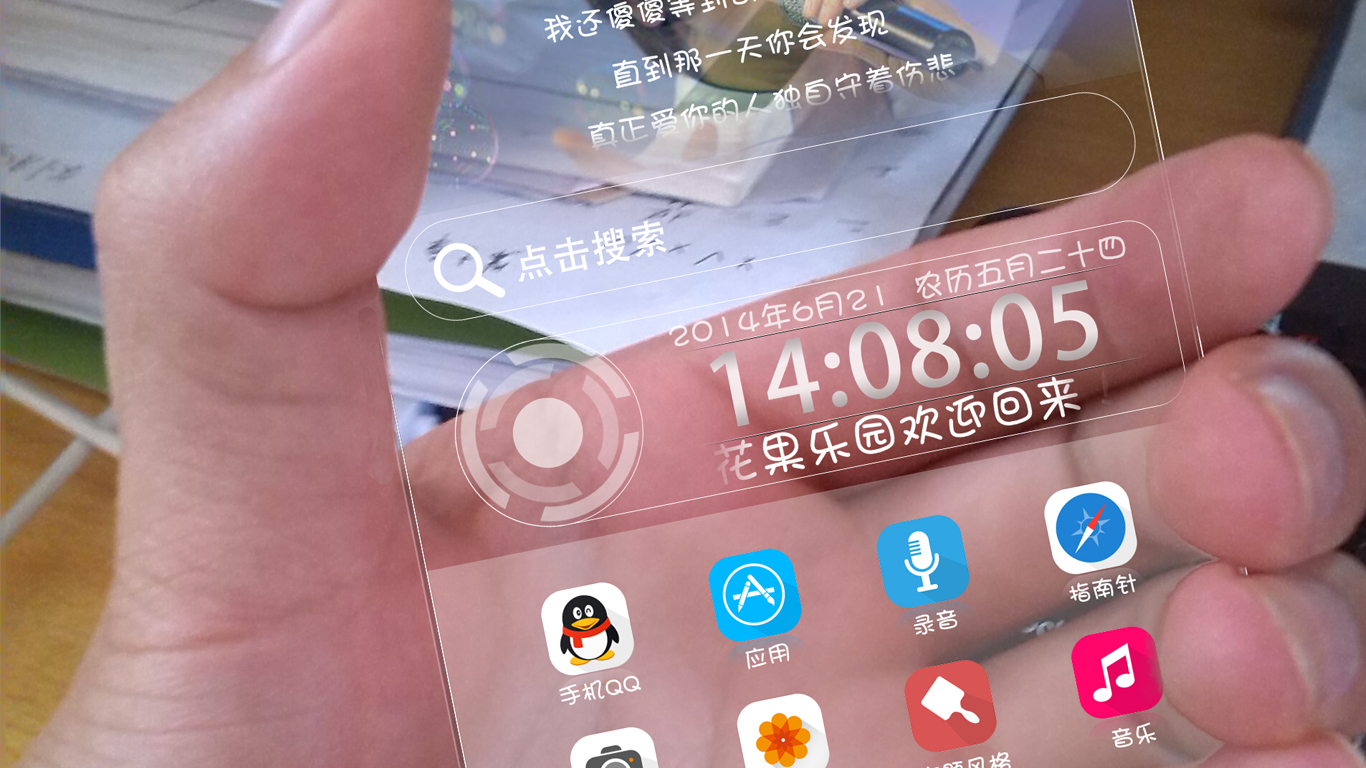 我还傻傻等到
直到那一天你会发现
真正爱你的人独自守着伤悲
点击搜索
2014年6月21 农历五月二十四
14:08:05
花果乐园欢迎回来
手机QQ
应用
录音
指南针
题风格
音乐